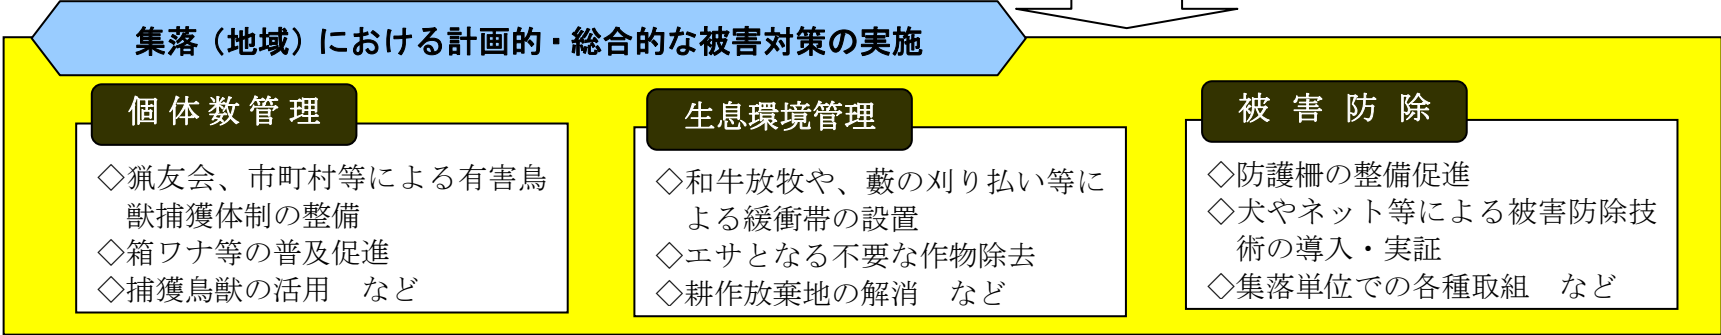 集落（地域）における計画的・総合的な被害対策の実施
個体数管理
◇猟友会、市町村等による有害鳥
獣捕獲体制の整備
◇箱ワナ等の普及促進
◇捕獲鳥獣の活用　など
生息環境管理
◇和牛放牧や、藪の刈り払い等に
よる緩衝帯の設置
◇エサとなる不要な作物除去
◇耕作放棄地の解消　など
被害防除
◇防護柵の整備促進
◇犬やネット等による被害防除技
術の導入・実証
◇集落単位での各種取組　など